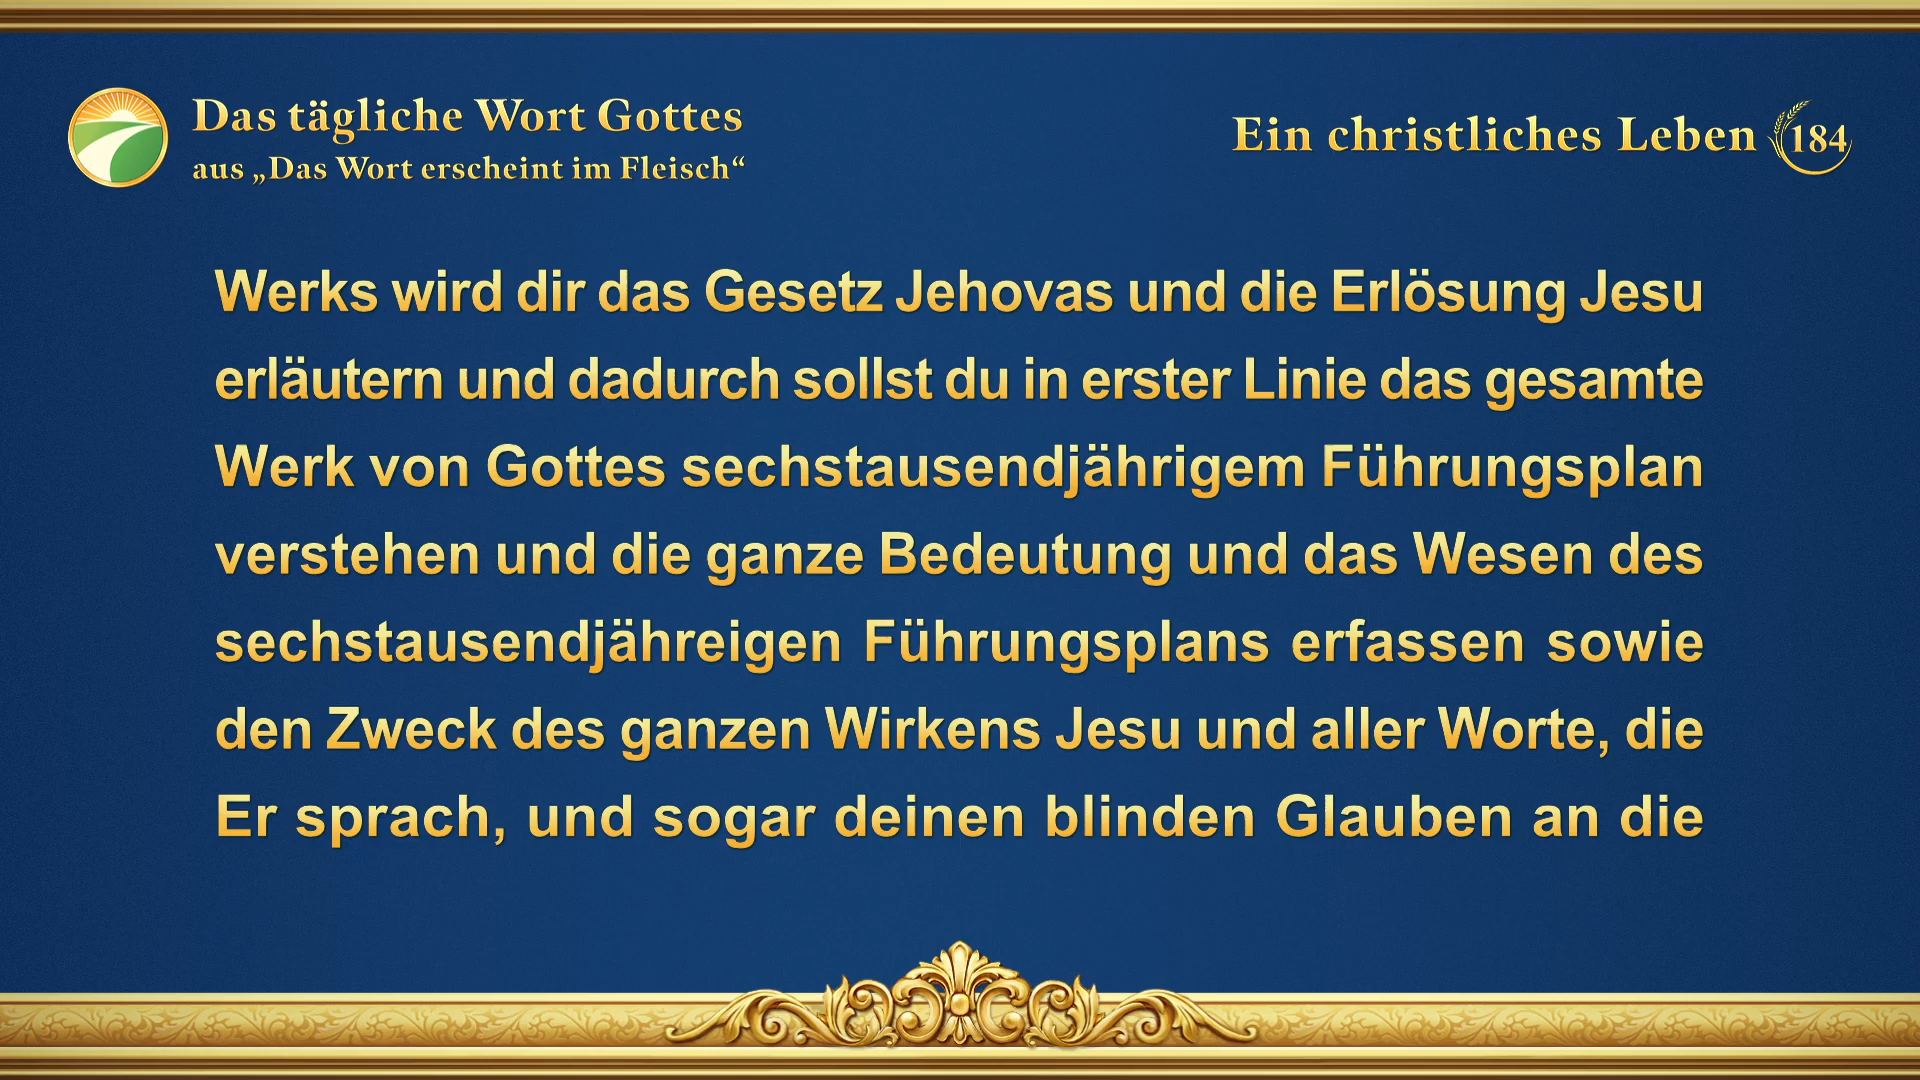 Das tägliche Wort Gottes
aus „Das Wort erscheint im Fleisch“
Ein christliches Leben 184
Werks wird dir das Gesetz Jehovas und die Erlösung Jesu
erläutern und dadurch sollst du in erster Linie das gesamte
Werk von Gottes sechstausendjährigem Führungsplan
verstehen und die ganze Bedeutung und das Wesen des
sechstausendjähreigen Führungsplans erfassen sowie
den Zweck des ganzen Wirkens Jesu und aller Worte, die
Er sprach, und sogar deinen blinden Glauben an die